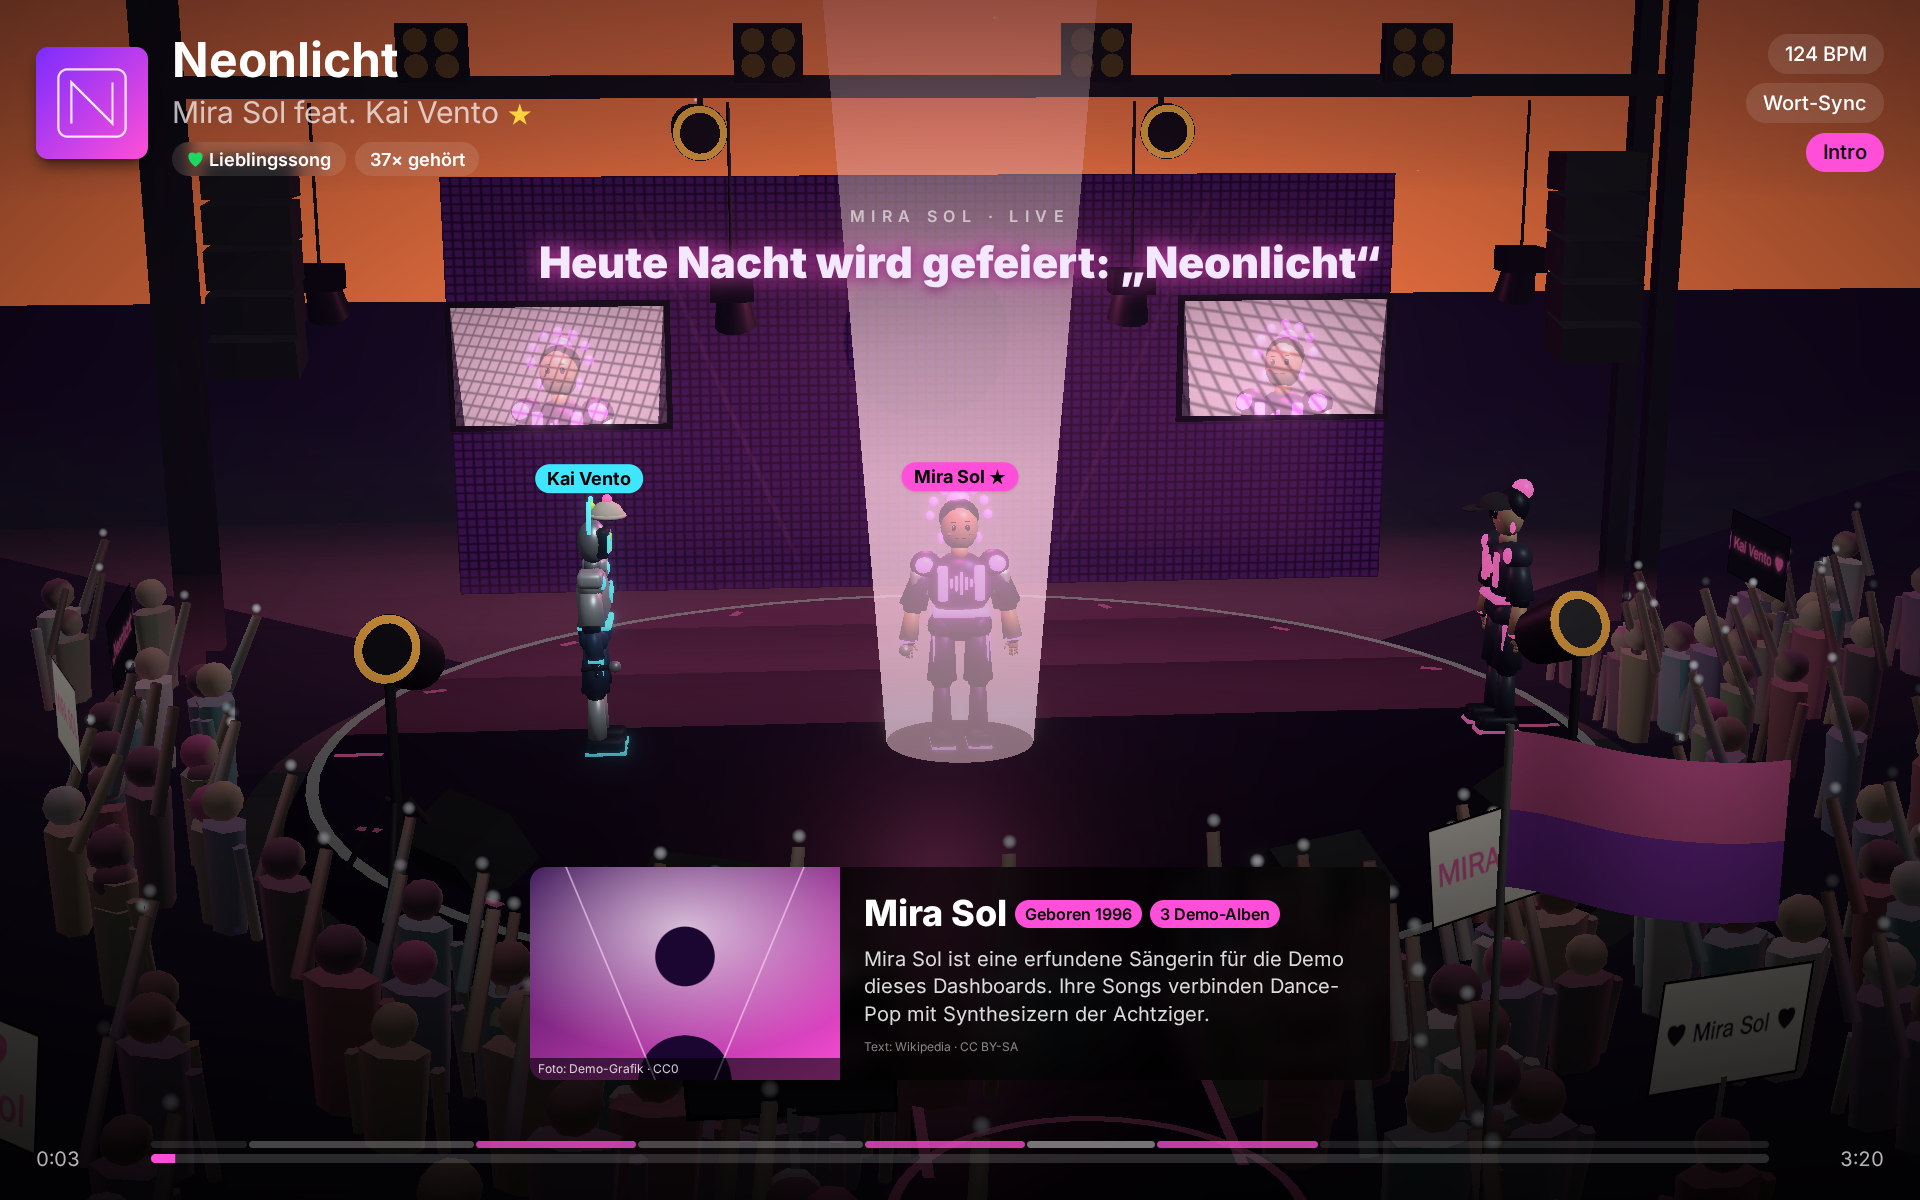 Neonlicht
Mira Sol feat. Kai Vento ★
Lieblingssong
37× gehört
124 BPM
Wort-Sync
Intro
MIRA SOL · LIVE
Heute Nacht wird gefeiert: „Neonlicht“
Kai Vento
Mira Sol ★
Kai Vento ♥
MIRA
♥ Mira Sol ♥
Mira Sol
Geboren 1996
3 Demo-Alben
Mira Sol ist eine erfundene Sängerin für die Demo
dieses Dashboards. Ihre Songs verbinden Dance-
Pop mit Synthesizern der Achtziger.
Text: Wikipedia · CC BY-SA
Foto: Demo-Grafik · CC0
0:03
3:20